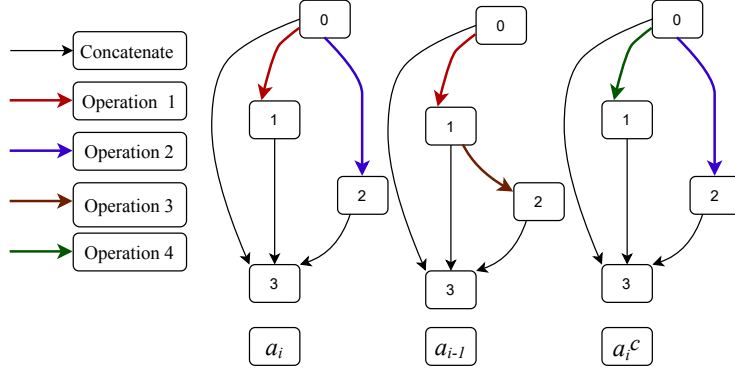 Concatenate
Operation 1
Operation 2
Operation 3
Operation 4
0
1
2
3
a_i
0
1
2
3
a_{i-1}
0
1
2
3
a_i^c